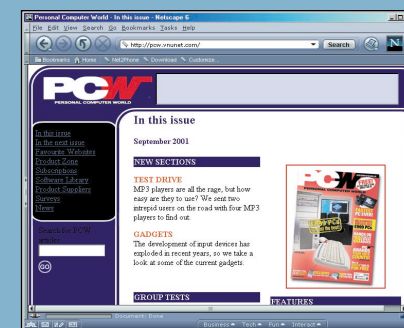 Personal Computer World - In this issue - Netscape 6
File Edit View Search Go Bookmarks Tasks Help
http://pcw.vnunet.com/
Search
N
Bookmarks Home Net2Phone Download Customize...
PCW
PERSONAL COMPUTER WORLD
In this issue
In the next issue
Favourite Websites
Product Zone
Subscriptions
Software Library
Product Suppliers
Surveys
News
Search for PCW
articles
GO
In this issue
September 2001
NEW SECTIONS
TEST DRIVE
MP3 players are all the rage, but how
easy are they to use? We sent two
intrepid users on the road with four MP3
players to find out.
GADGETS
The development of input devices has
exploded in recent years, so we take a
look at some of the current gadgets.
GROUP TESTS
PCW
PERSONAL COMPUTER WORLD
FEATURES
Document: Done
Business Tech Fun Interact